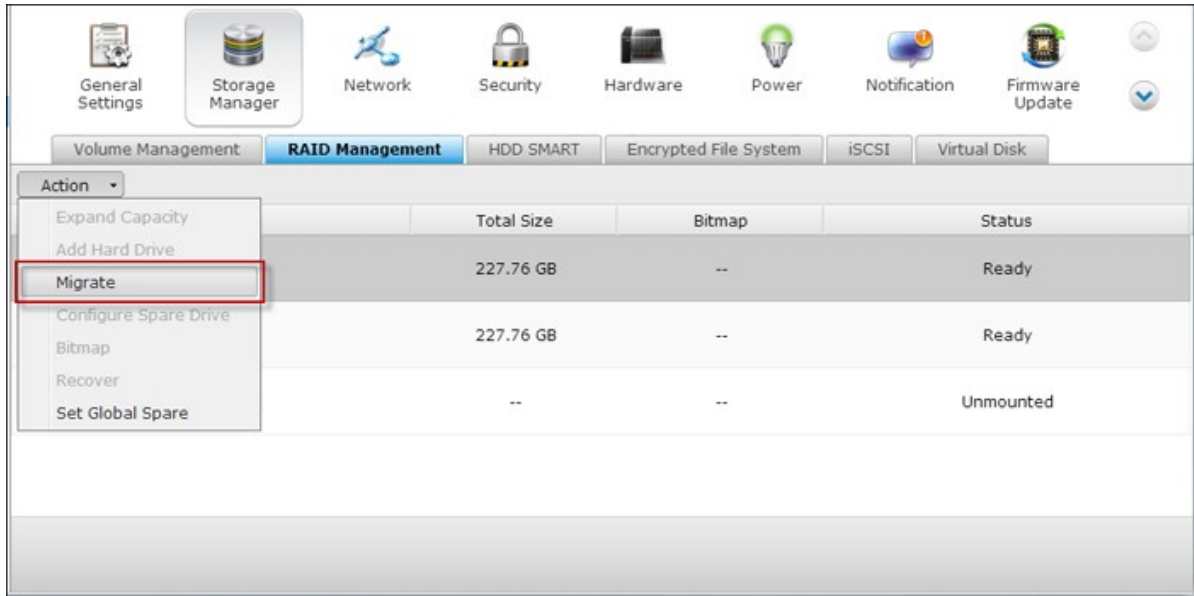 General Settings
Storage Manager
Network
Security
Hardware
Power
Notification
Firmware Update
Volume Management
RAID Management
HDD SMART
Encrypted File System
iSCSI
Virtual Disk
Action
Expand Capacity
Add Hard Drive
Migrate
Configure Spare Drive
Bitmap
Recover
Set Global Spare
Total Size Bitmap Status
227.76 GB -- Ready
227.76 GB -- Ready
-- -- Unmounted